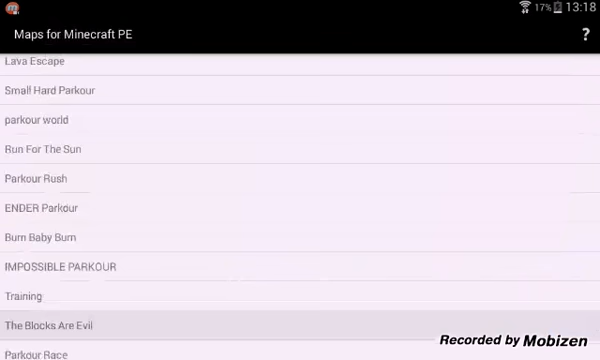 17% 13:18
Maps for Minecraft PE ?
Lava Escape
Small Hard Parkour
parkour world
Run For The Sun
Parkour Rush
ENDER Parkour
Burn Baby Burn
IMPOSSIBLE PARKOUR
Training
The Blocks Are Evil
Recorded by Mobizen
Parkour Race